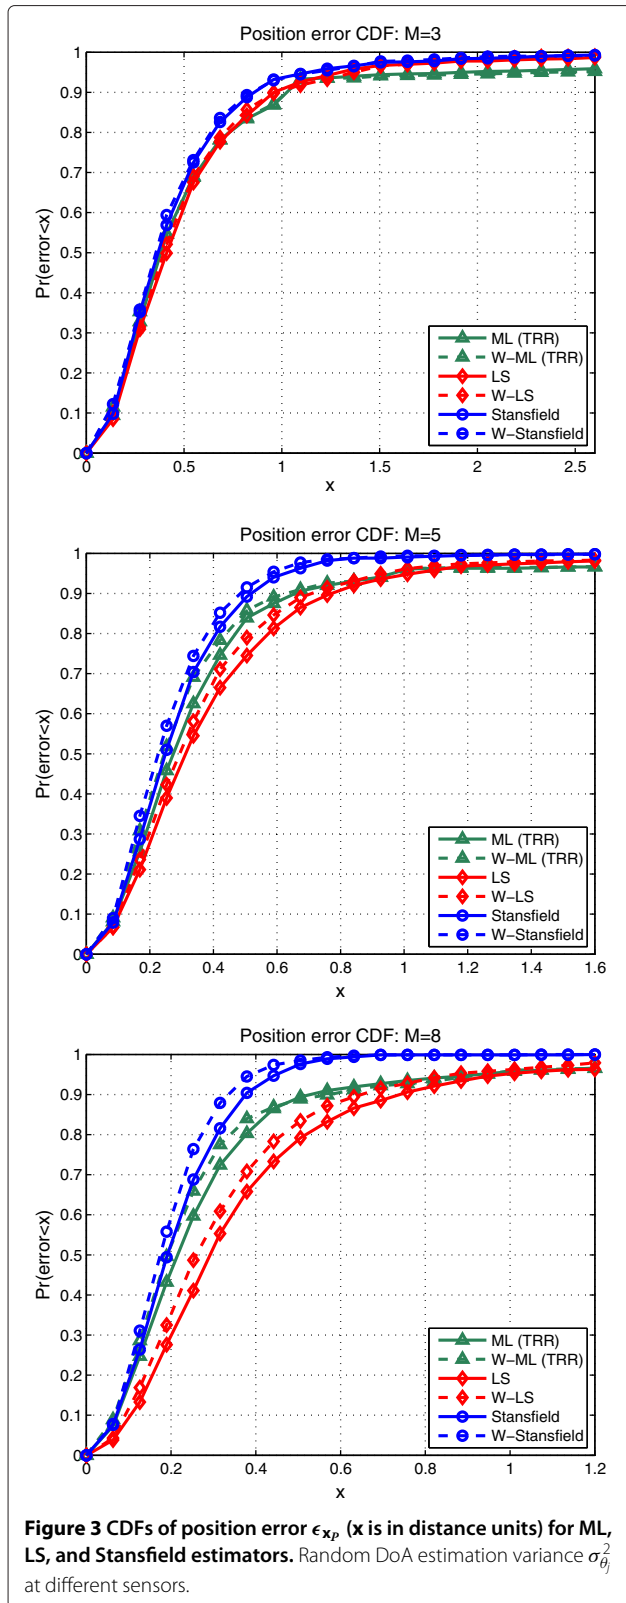 Position error CDF: M=3
1
0.9
0.8
0.7
0.6
0.5
0.4
0.3
0.2
0.1
0
Pr(error<x)
ML (TRR)
W−ML (TRR)
LS
W−LS
Stansfield
W−Stansfield
0 0.5 1 1.5 2 2.5
x
Position error CDF: M=5
1
0.9
0.8
0.7
0.6
0.5
0.4
0.3
0.2
0.1
0
Pr(error<x)
ML (TRR)
W−ML (TRR)
LS
W−LS
Stansfield
W−Stansfield
0 0.2 0.4 0.6 0.8 1 1.2 1.4 1.6
x
Position error CDF: M=8
1
0.9
0.8
0.7
0.6
0.5
0.4
0.3
0.2
0.1
0
Pr(error<x)
ML (TRR)
W−ML (TRR)
LS
W−LS
Stansfield
W−Stansfield
0 0.2 0.4 0.6 0.8 1 1.2
x
Figure 3 CDFs of position error ϵ_{x_p} (x is in distance units) for ML,
LS, and Stansfield estimators. Random DoA estimation variance σ²_{θ_j}
at different sensors.